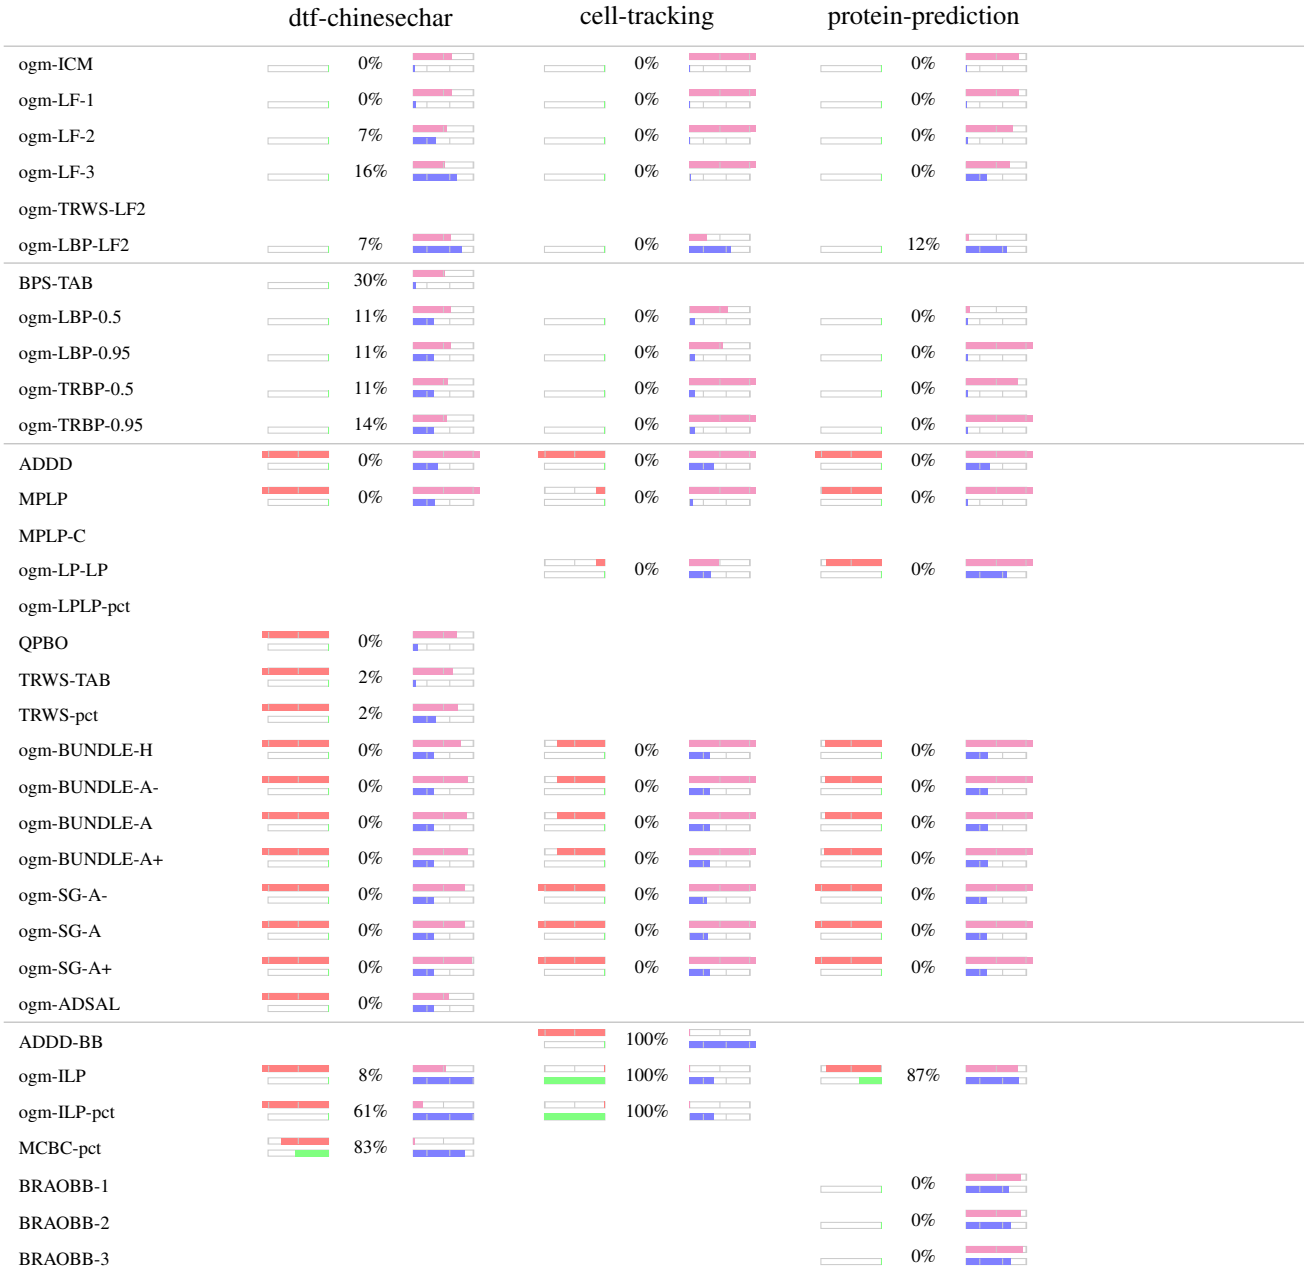 dtf-chinesechar cell-tracking protein-prediction
ogm-ICM 0% 0% 0%
ogm-LF-1 0% 0% 0%
ogm-LF-2 7% 0% 0%
ogm-LF-3 16% 0% 0%
ogm-TRWS-LF2
ogm-LBP-LF2 7% 0% 12%
BPS-TAB 30%
ogm-LBP-0.5 11% 0% 0%
ogm-LBP-0.95 11% 0% 0%
ogm-TRBP-0.5 11% 0% 0%
ogm-TRBP-0.95 14% 0% 0%
ADDD 0% 0% 0%
MPLP 0% 0% 0%
MPLP-C
ogm-LP-LP 0% 0%
ogm-LPLP-pct
QPBO 0%
TRWS-TAB 2%
TRWS-pct 2%
ogm-BUNDLE-H 0% 0% 0%
ogm-BUNDLE-A- 0% 0% 0%
ogm-BUNDLE-A 0% 0% 0%
ogm-BUNDLE-A+ 0% 0% 0%
ogm-SG-A- 0% 0% 0%
ogm-SG-A 0% 0% 0%
ogm-SG-A+ 0% 0% 0%
ogm-ADSAL 0%
ADDD-BB 100%
ogm-ILP 8% 100% 87%
ogm-ILP-pct 61% 100%
MCBC-pct 83%
BRAOBB-1 0%
BRAOBB-2 0%
BRAOBB-3 0%